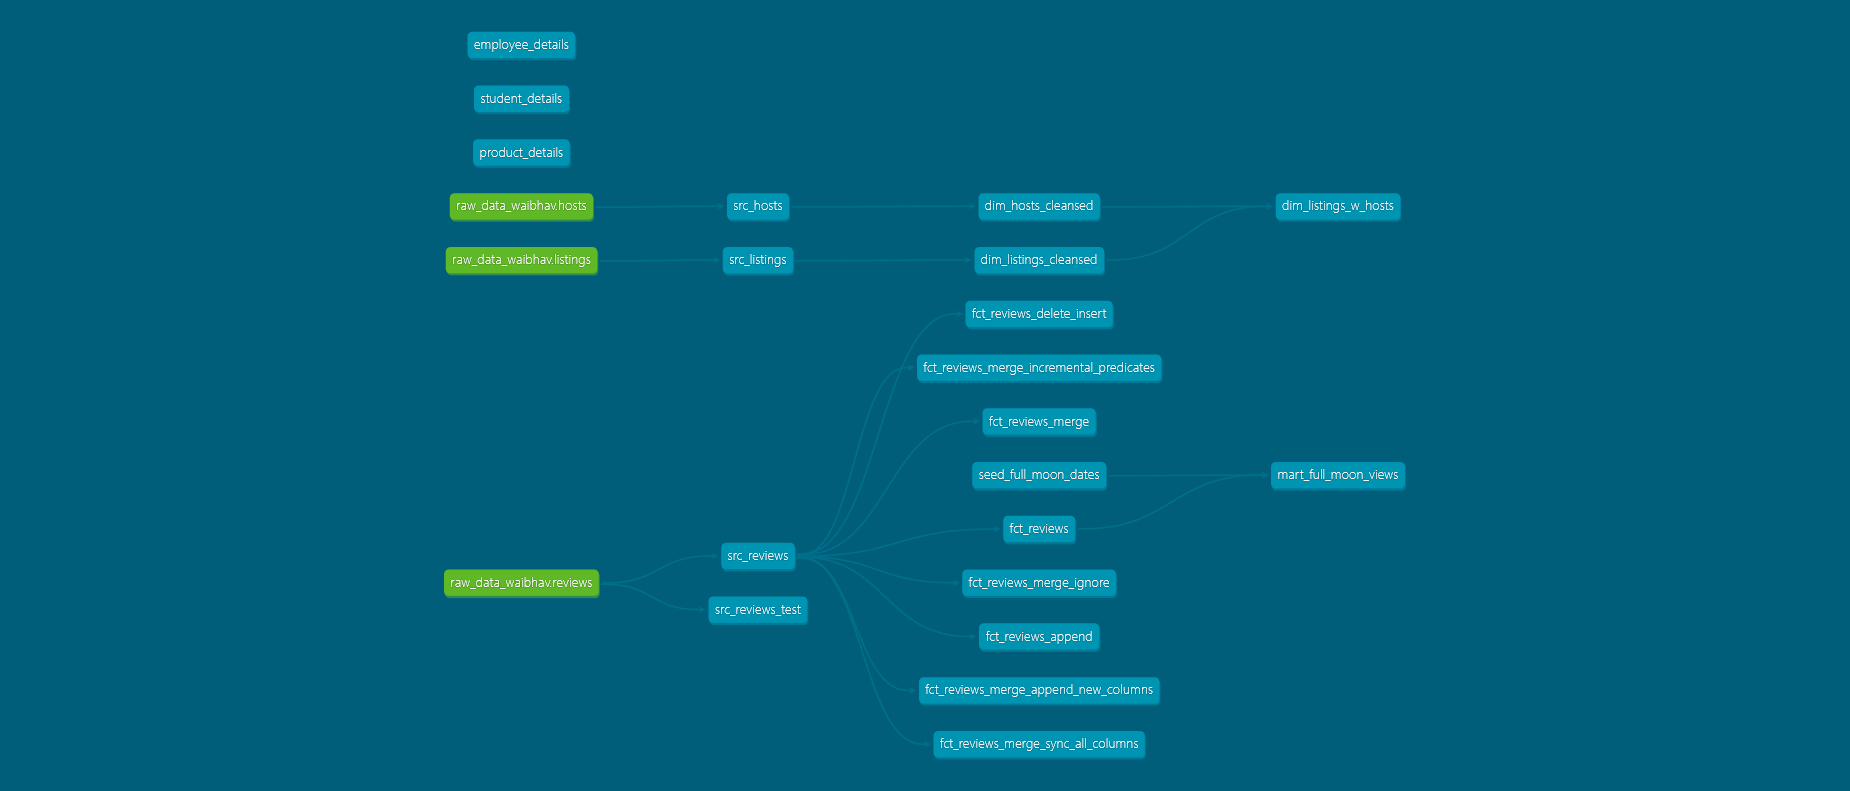 employee_details
student_details
product_details
raw_data_waibhav.hosts
src_hosts
dim_hosts_cleansed
dim_listings_w_hosts
raw_data_waibhav.listings
src_listings
dim_listings_cleansed
fct_reviews_delete_insert
fct_reviews_merge_incremental_predicates
fct_reviews_merge
seed_full_moon_dates
mart_full_moon_views
fct_reviews
src_reviews
raw_data_waibhav.reviews
fct_reviews_merge_ignore
src_reviews_test
fct_reviews_append
fct_reviews_merge_append_new_columns
fct_reviews_merge_sync_all_columns